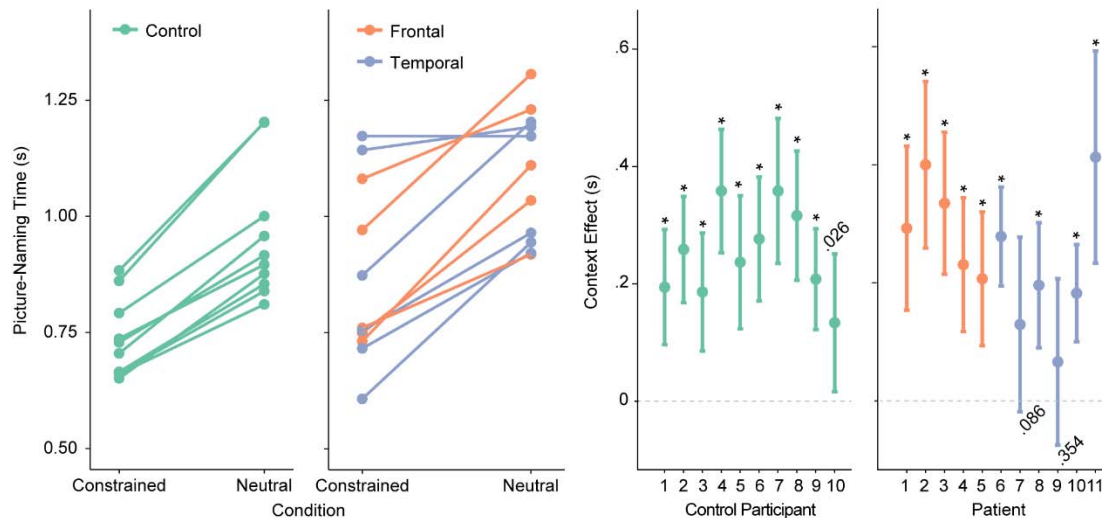 Picture-Naming Time (s)
1.25
1.00
0.75
0.50
Control
Frontal
Temporal
Constrained
Neutral
Constrained
Neutral
Condition
Context Effect (s)
.6
.4
.2
0
* * * * * * * * * .026
1 2 3 4 5 6 7 8 9 10
Control Participant
* * * * * * .086 * .354 * *
1 2 3 4 5 6 7 8 9 10 11
Patient